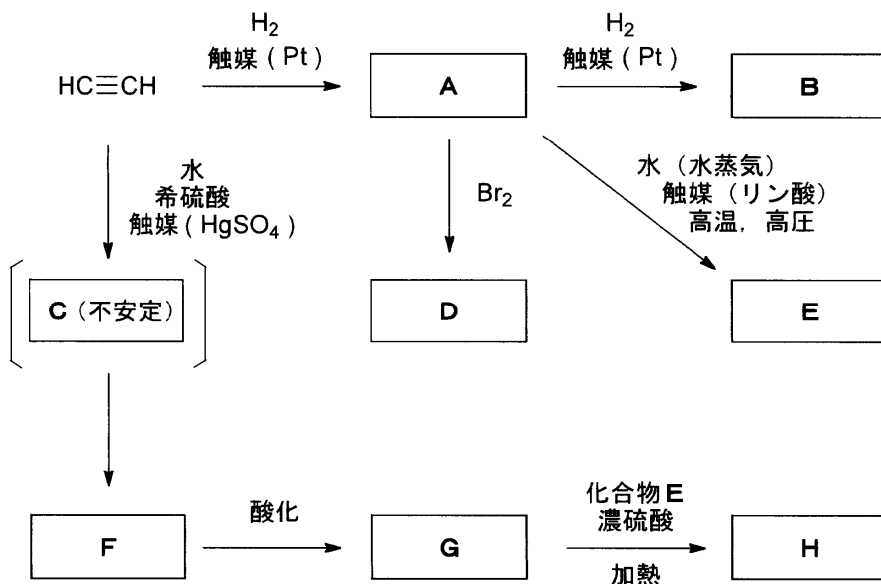 H₂
触媒(Pt)
H₂
触媒(Pt)
HC≡CH
A
B
水
希硫酸
触媒(HgSO₄)
Br₂
水(水蒸気)
触媒(リン酸)
高温,高圧
C(不安定)
D
E
F
酸化
G
化合物E
濃硫酸
加熱
H